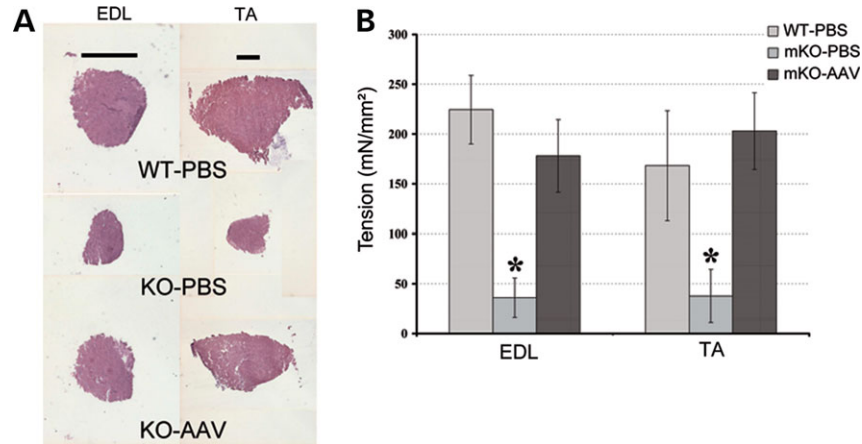 A
EDL TA
WT-PBS
KO-PBS
KO-AAV
B
WT-PBS
mKO-PBS
mKO-AAV
Tension (mN/mm²)
300
250
200
150
100
50
0
*
*
EDL TA